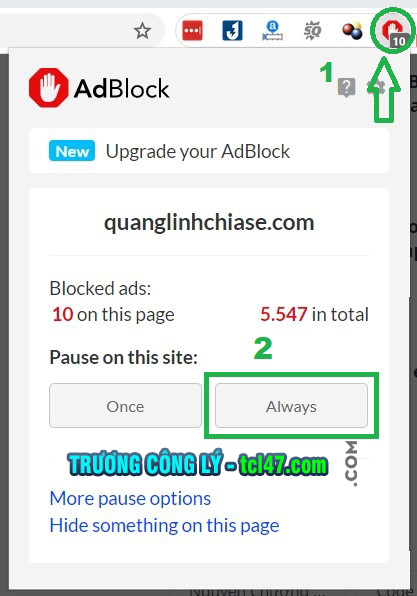 10
1
AdBlock
New Upgrade your AdBlock
quanglinhchiase.com
Blocked ads:
10 on this page 5.547 in total
Pause on this site: 2
Once Always
TRƯƠNG CÔNG LÝ - tcl47.com
.COM
More pause options
Hide something on this page